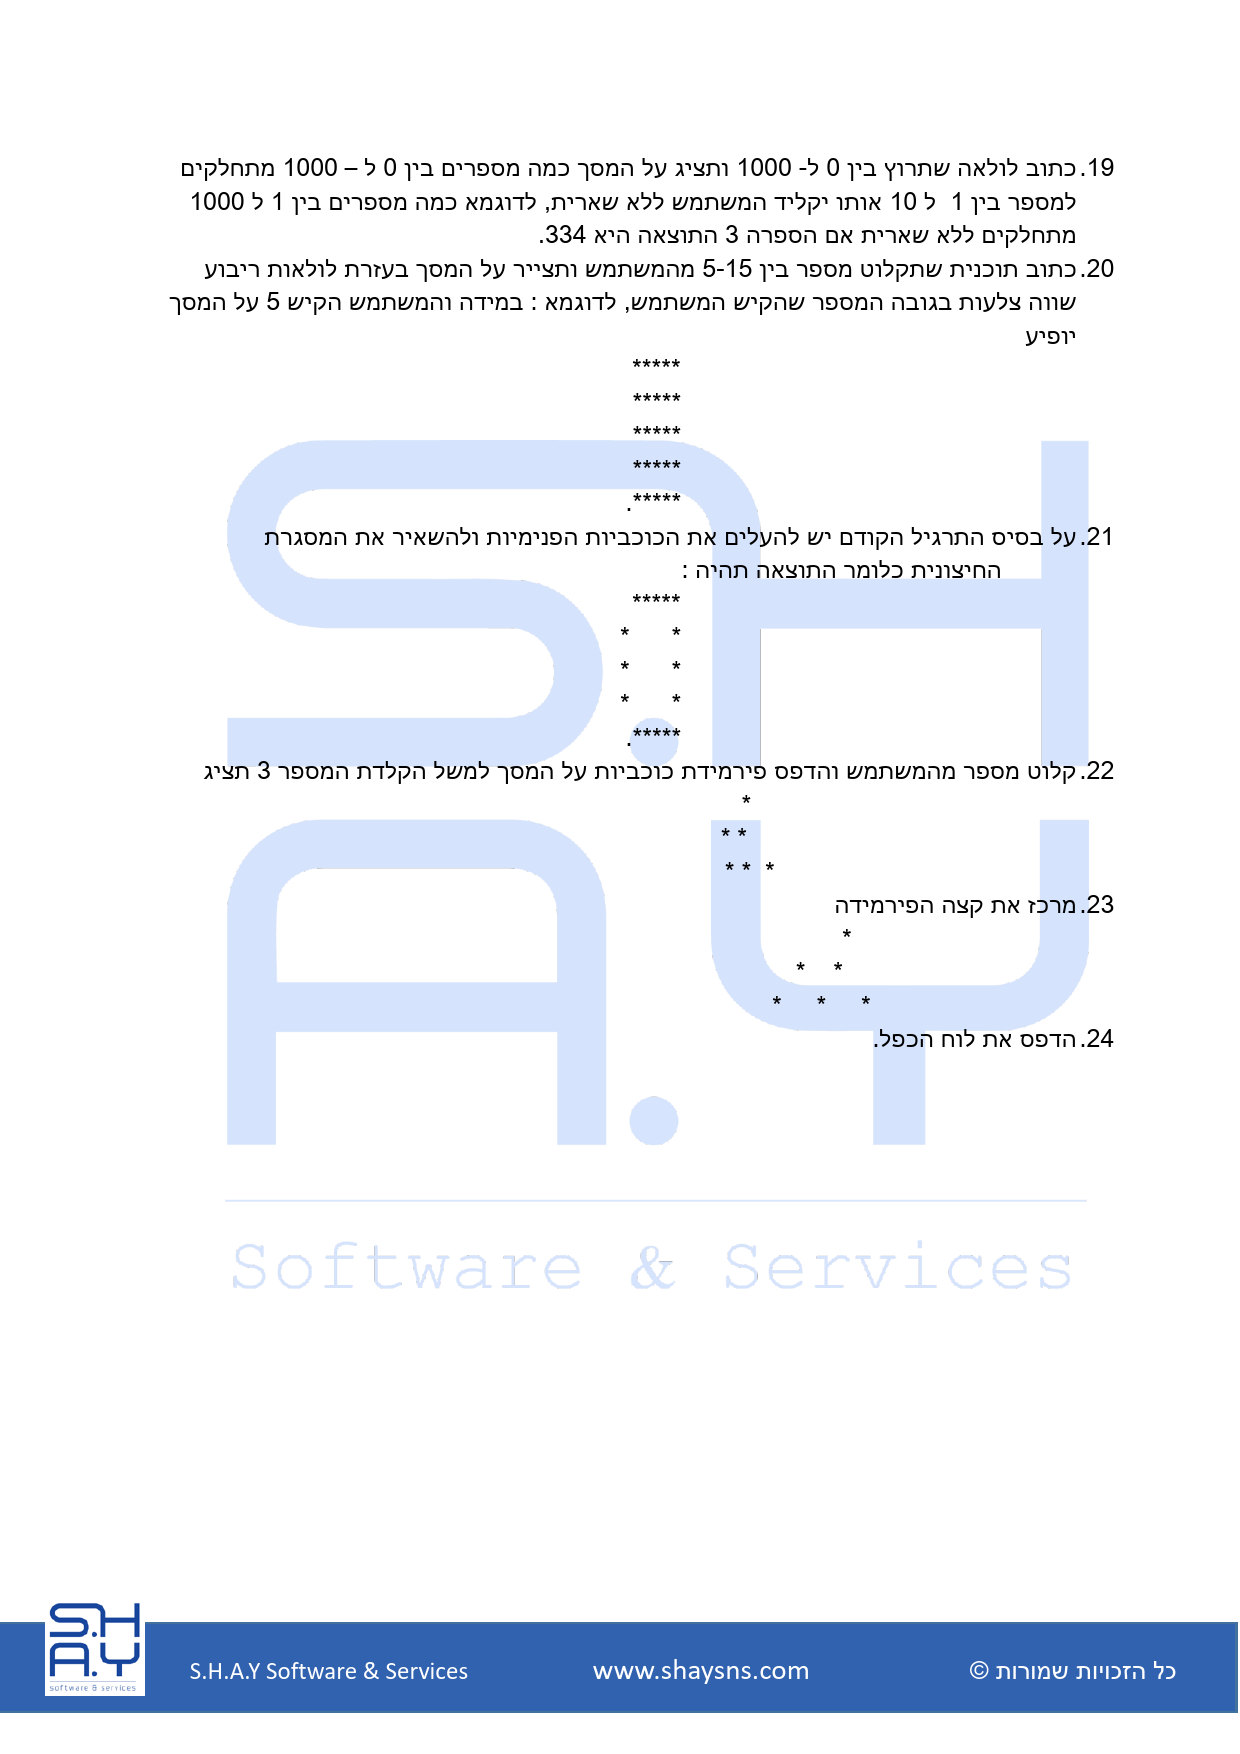 19. כתוב לולאה שתרוץ בין 0 ל- 1000 ותציג על המסך כמה מספרים בין 0 ל – 1000 מתחלקים
למספר בין 1 ל 10 אותו יקליד המשתמש ללא שארית, לדוגמא כמה מספרים בין 1 ל 1000
מתחלקים ללא שארית אם הספרה 3 התוצאה היא 334.
20. כתוב תוכנית שתקלוט מספר בין 5-15 מהמשתמש ותצייר על המסך בעזרת לולאות ריבוע
שווה צלעות בגובה המספר שהקיש המשתמש, לדוגמא : במידה והמשתמש הקיש 5 על המסך
יופיע
*****
*****
*****
*****
*****.
21. על בסיס התרגיל הקודם יש להעלים את הכוכביות הפנימיות ולהשאיר את המסגרת
החיצונית כלומר התוצאה תהיה :
*****
* *
* *
* *
*****.
22. קלוט מספר מהמשתמש והדפס פירמידת כוכביות על המסך למשל הקלדת המספר 3 תציג
*
* *
* * *
23. מרכז את קצה הפירמידה
*
* *
* * *
24. הדפס את לוח הכפל.
S.H
A.Y
Software & Services
S.H
A.Y
software & services
S.H.A.Y Software & Services www.shaysns.com כל הזכויות שמורות ©